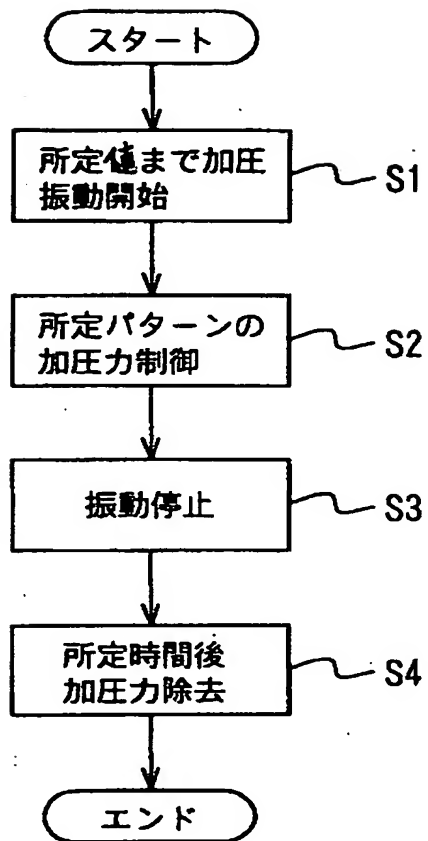 スタート
所定値まで加圧
振動開始
S1
所定パターンの
加圧力制御
S2
振動停止
S3
所定時間後
加圧力除去
S4
エンド